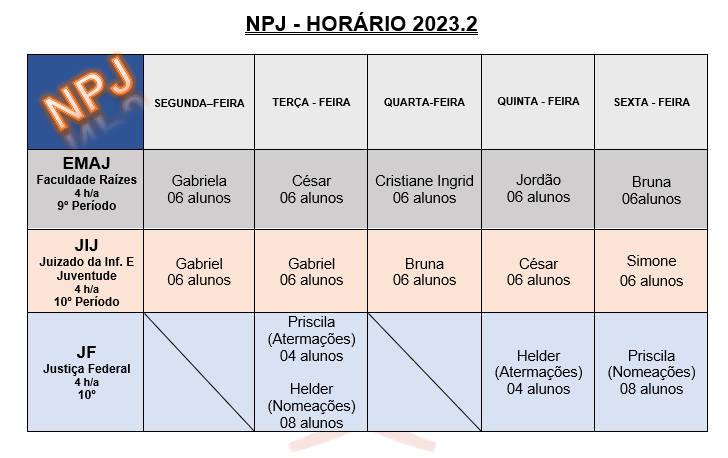 NPJ - HORÁRIO 2023.2
NPJ
SEGUNDA–FEIRA
TERÇA - FEIRA
QUARTA-FEIRA
QUINTA - FEIRA
SEXTA - FEIRA
EMAJ
Faculdade Raízes
4 h/a
9º Período
Gabriela
06 alunos
César
06 alunos
Cristiane Ingrid
06 alunos
Jordão
06 alunos
Bruna
06alunos
JIJ
Juizado da Inf. E
Juventude
4 h/a
10º Período
Gabriel
06 alunos
Gabriel
06 alunos
Bruna
06 alunos
César
06 alunos
Simone
06 alunos
JF
Justiça Federal
4 h/a
10º
Priscila
(Atermações)
04 alunos
Helder
(Nomeações)
08 alunos
Helder
(Atermações)
04 alunos
Priscila
(Nomeações)
08 alunos